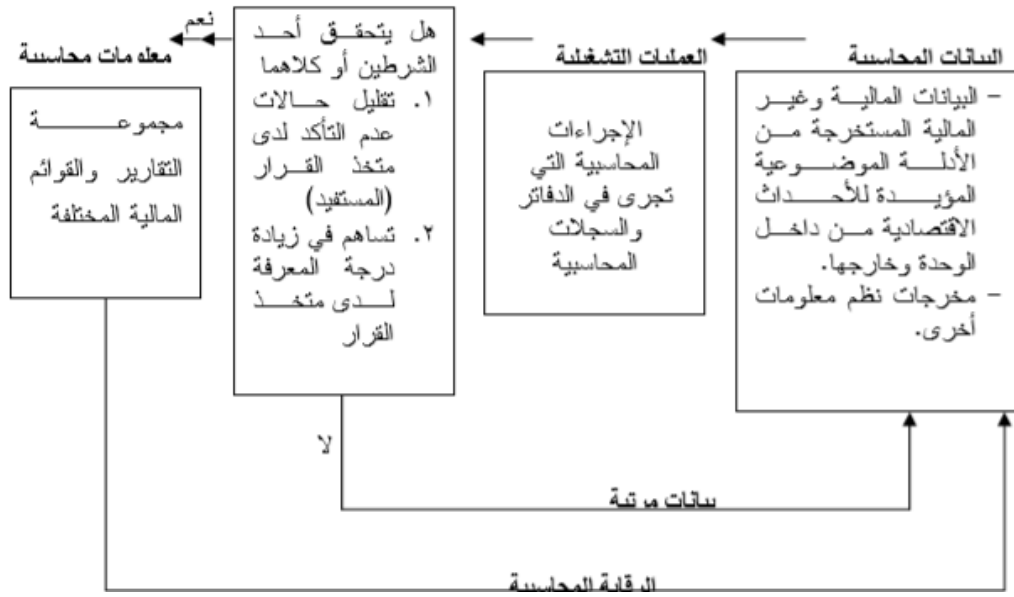 البيانات المحاسبية
– البيانات المالية وغير
المالية المستخرجة من
الأدلة الموضوعية
المؤيدة للأحداث
الاقتصادية من داخل
الوحدة وخارجها.
– مخرجات نظم معلومات
أخرى.
العمليات التشغيلية
الإجراءات
المحاسبية التي
تجرى في الدفاتر
والسجلات
المحاسبية
هل يتحقق أحد
الشرطين أو كلاهما
١. تقليل حالات
عدم التأكد لدى
متخذ القرار
(المستفيد)
٢. تساهم في زيادة
درجة المعرفة
لدى متخذ
القرار
نعم
معلومات محاسبية
مجموعة
التقارير والقوائم
المالية المختلفة
لا
بيانات مرتبة
الرقابة المحاسبية